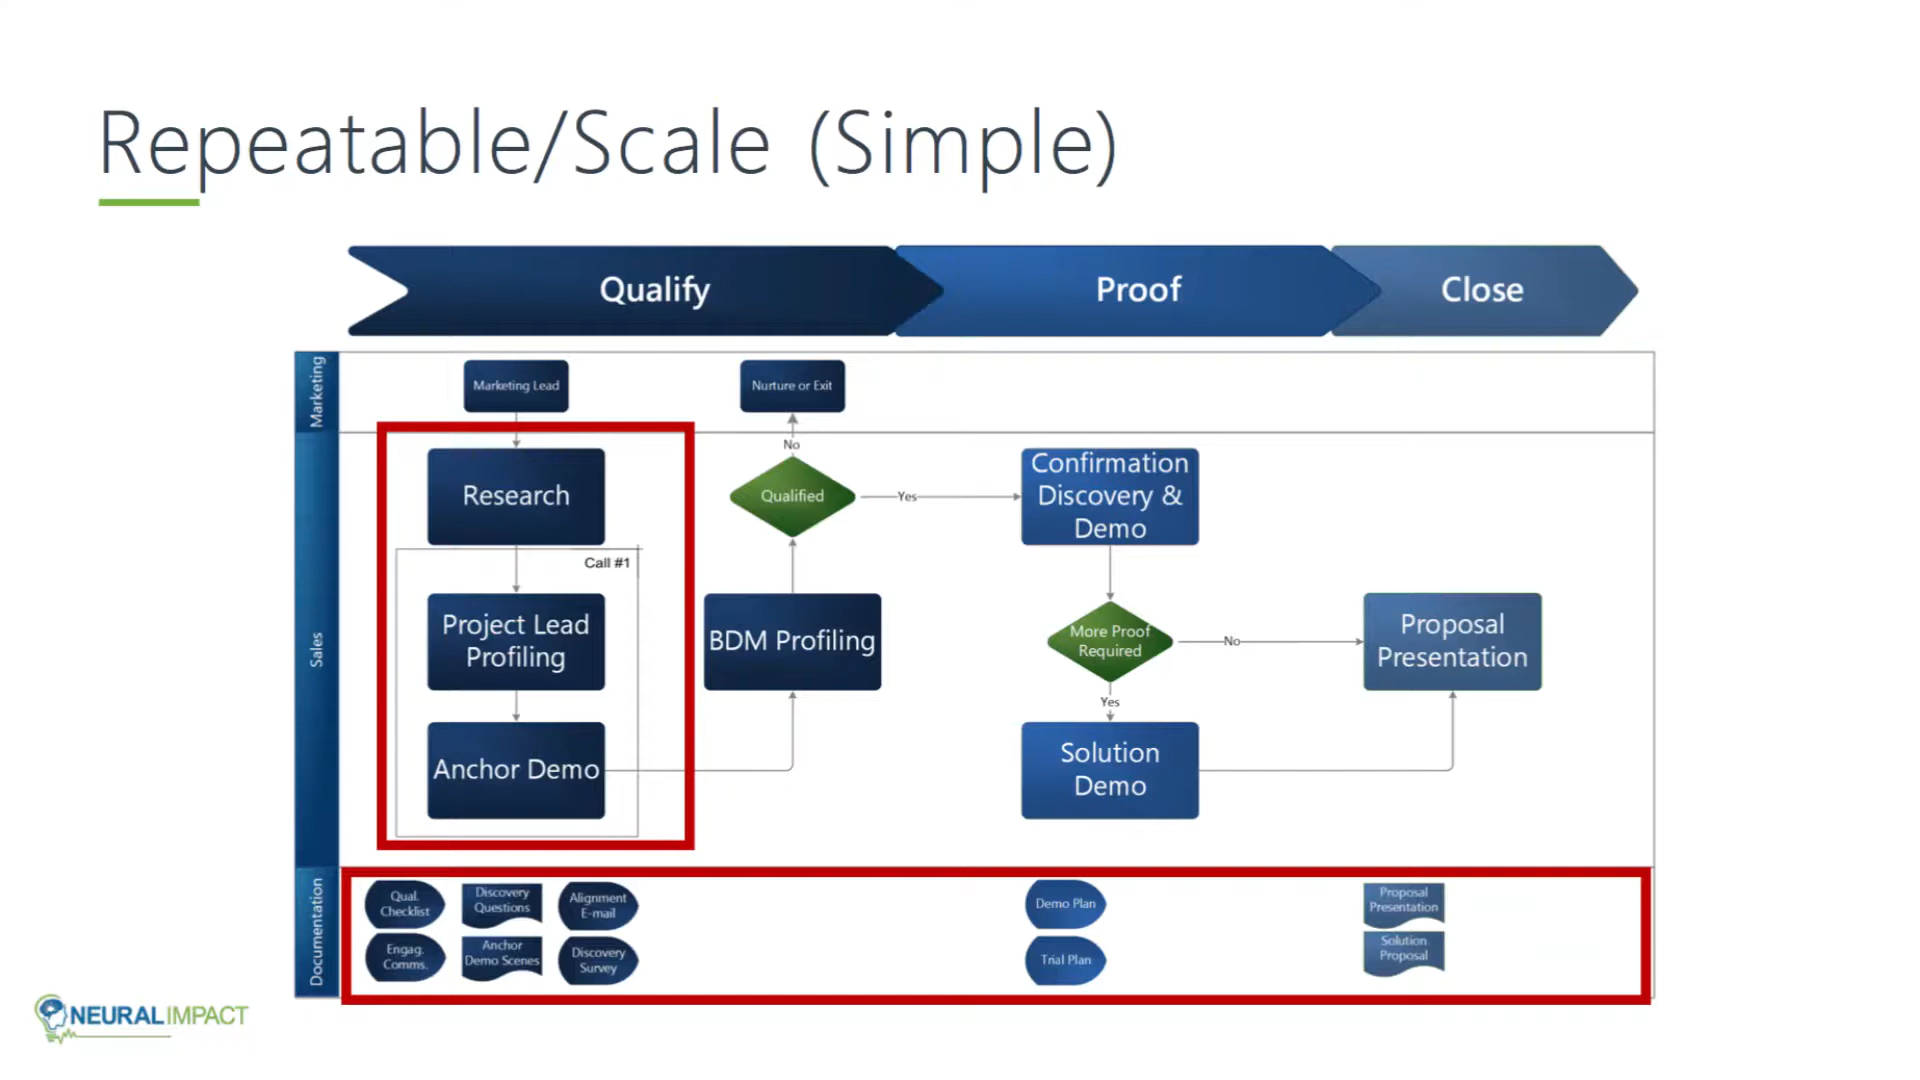 Repeatable/Scale (Simple)
Qualify
Proof
Close
Marketing
Marketing Lead
Nurture or Exit
Sales
Research
No
Qualified
Yes
Confirmation
Discovery &
Demo
Call #1
Project Lead
Profiling
BDM Profiling
More Proof
Required
No
Proposal
Presentation
Yes
Anchor Demo
Solution
Demo
Documentation
Qual.
Checklist
Discovery
Questions
Alignment
E-mail
Demo Plan
Proposal
Presentation
Engag.
Comms.
Anchor
Demo Scenes
Discovery
Survey
Trial Plan
Solution
Proposal
NEURALIMPACT